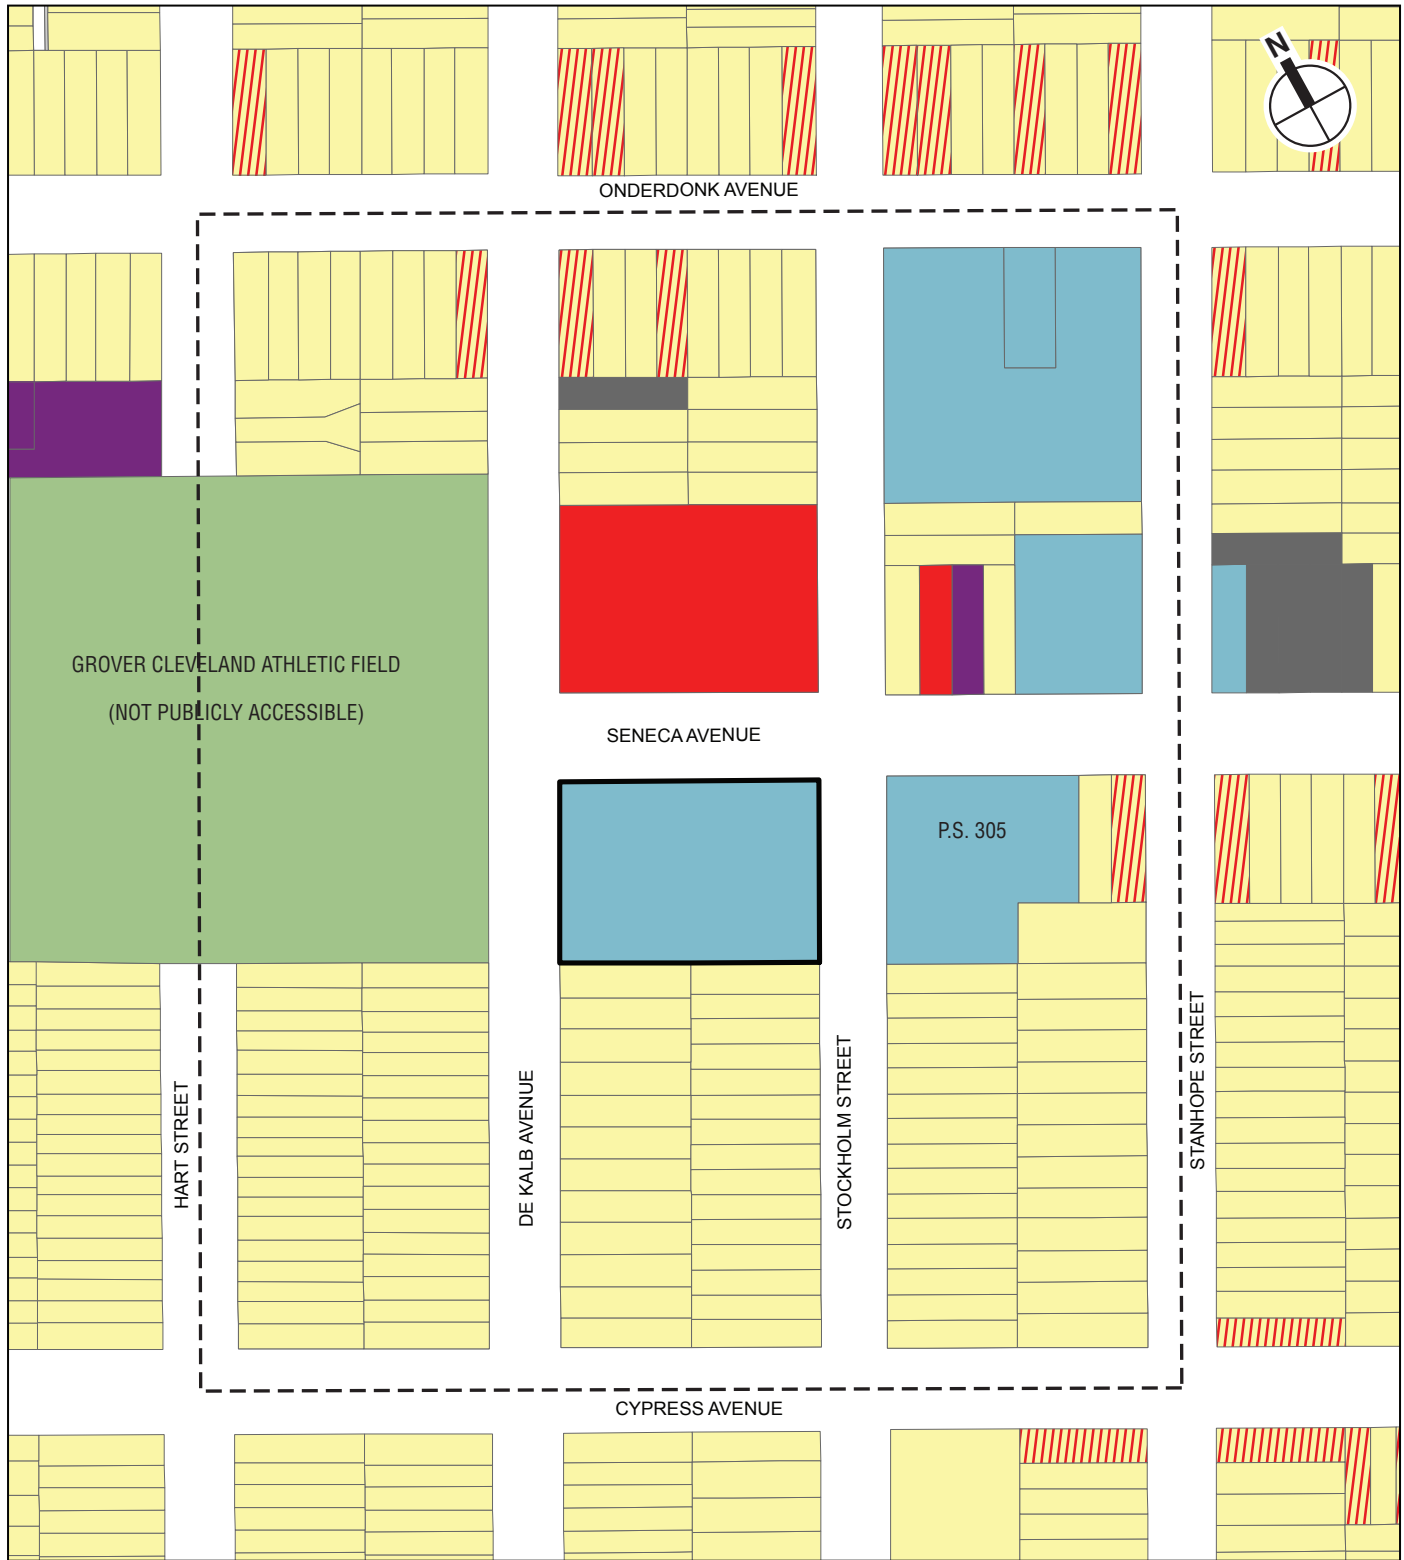 N
ONDERDONK AVENUE
GROVER CLEVELAND ATHLETIC FIELD
(NOT PUBLICLY ACCESSIBLE)
SENECA AVENUE
P.S. 305
HART STREET
DE KALB AVENUE
STOCKHOLM STREET
STANHOPE STREET
CYPRESS AVENUE